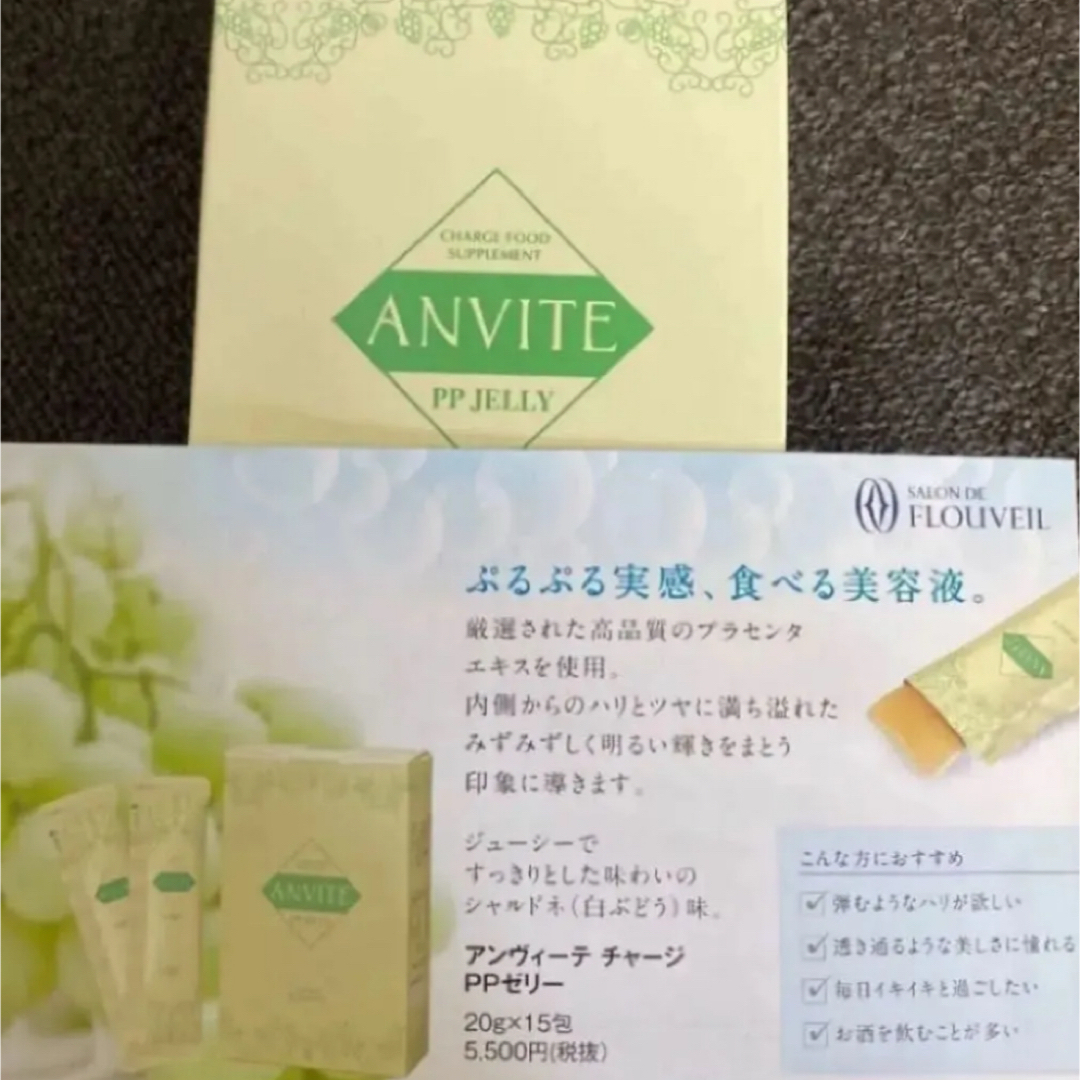 CHARGE FOOD
SUPPLEMENT
ANVITE
PP JELLY
SALON DE
FLOUVEIL
ぷるぷる実感、食べる美容液。
厳選された高品質のプラセンタ
エキスを使用。
内側からのハリとツヤに満ち溢れた
みずみずしく明るい輝きをまとう
印象に導きます。
ジューシーで
すっきりとした味わいの
シャルドネ(白ぶどう)味。
アンヴィーテ チャージ
PPゼリー
20g×15包
5,500円(税抜)
こんな方におすすめ
弾むようなハリが欲しい
透き通るような美しさに憧れる
毎日イキイキと過ごしたい
お酒を飲むことが多い
ANVITE